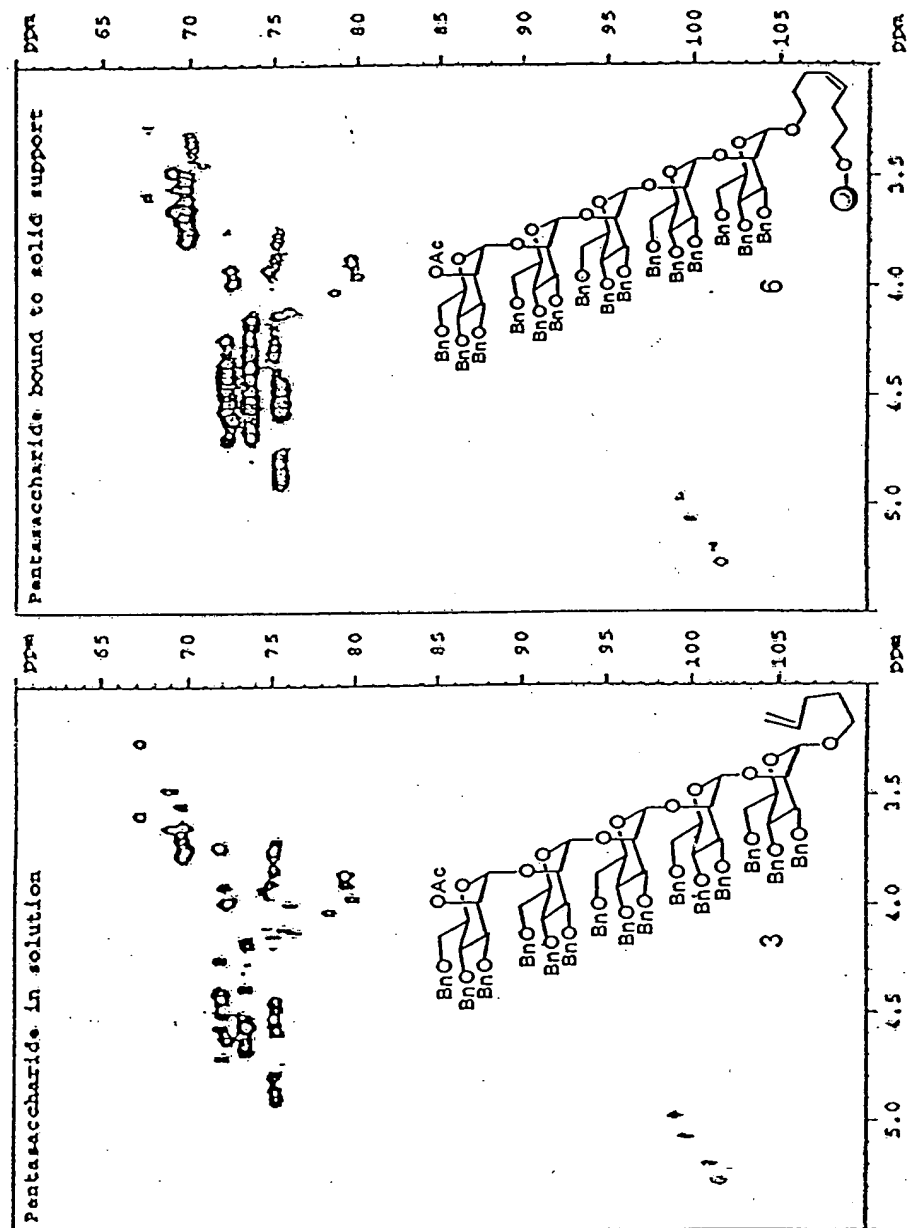 Pentasaccharide bound to solid support
ppm
65
70
75
80
85
90
95
100
105
ppm
3.5
4.0
4.5
5.0
OAc
BnO
BnO
BnO
O
O
BnO
BnO
BnO
O
O
BnO
BnO
BnO
O
O
BnO
BnO
BnO
O
O
BnO
BnO
BnO
O
O
O
6
Pentasaccharide in solution
ppm
65
70
75
80
85
90
95
100
105
ppm
3.5
4.0
4.5
5.0
OAc
BnO
BnO
BnO
O
O
BnO
BnO
BnO
O
O
BnO
BnO
BnO
O
O
BnO
BnO
BnO
O
O
BnO
BnO
BnO
O
O
3